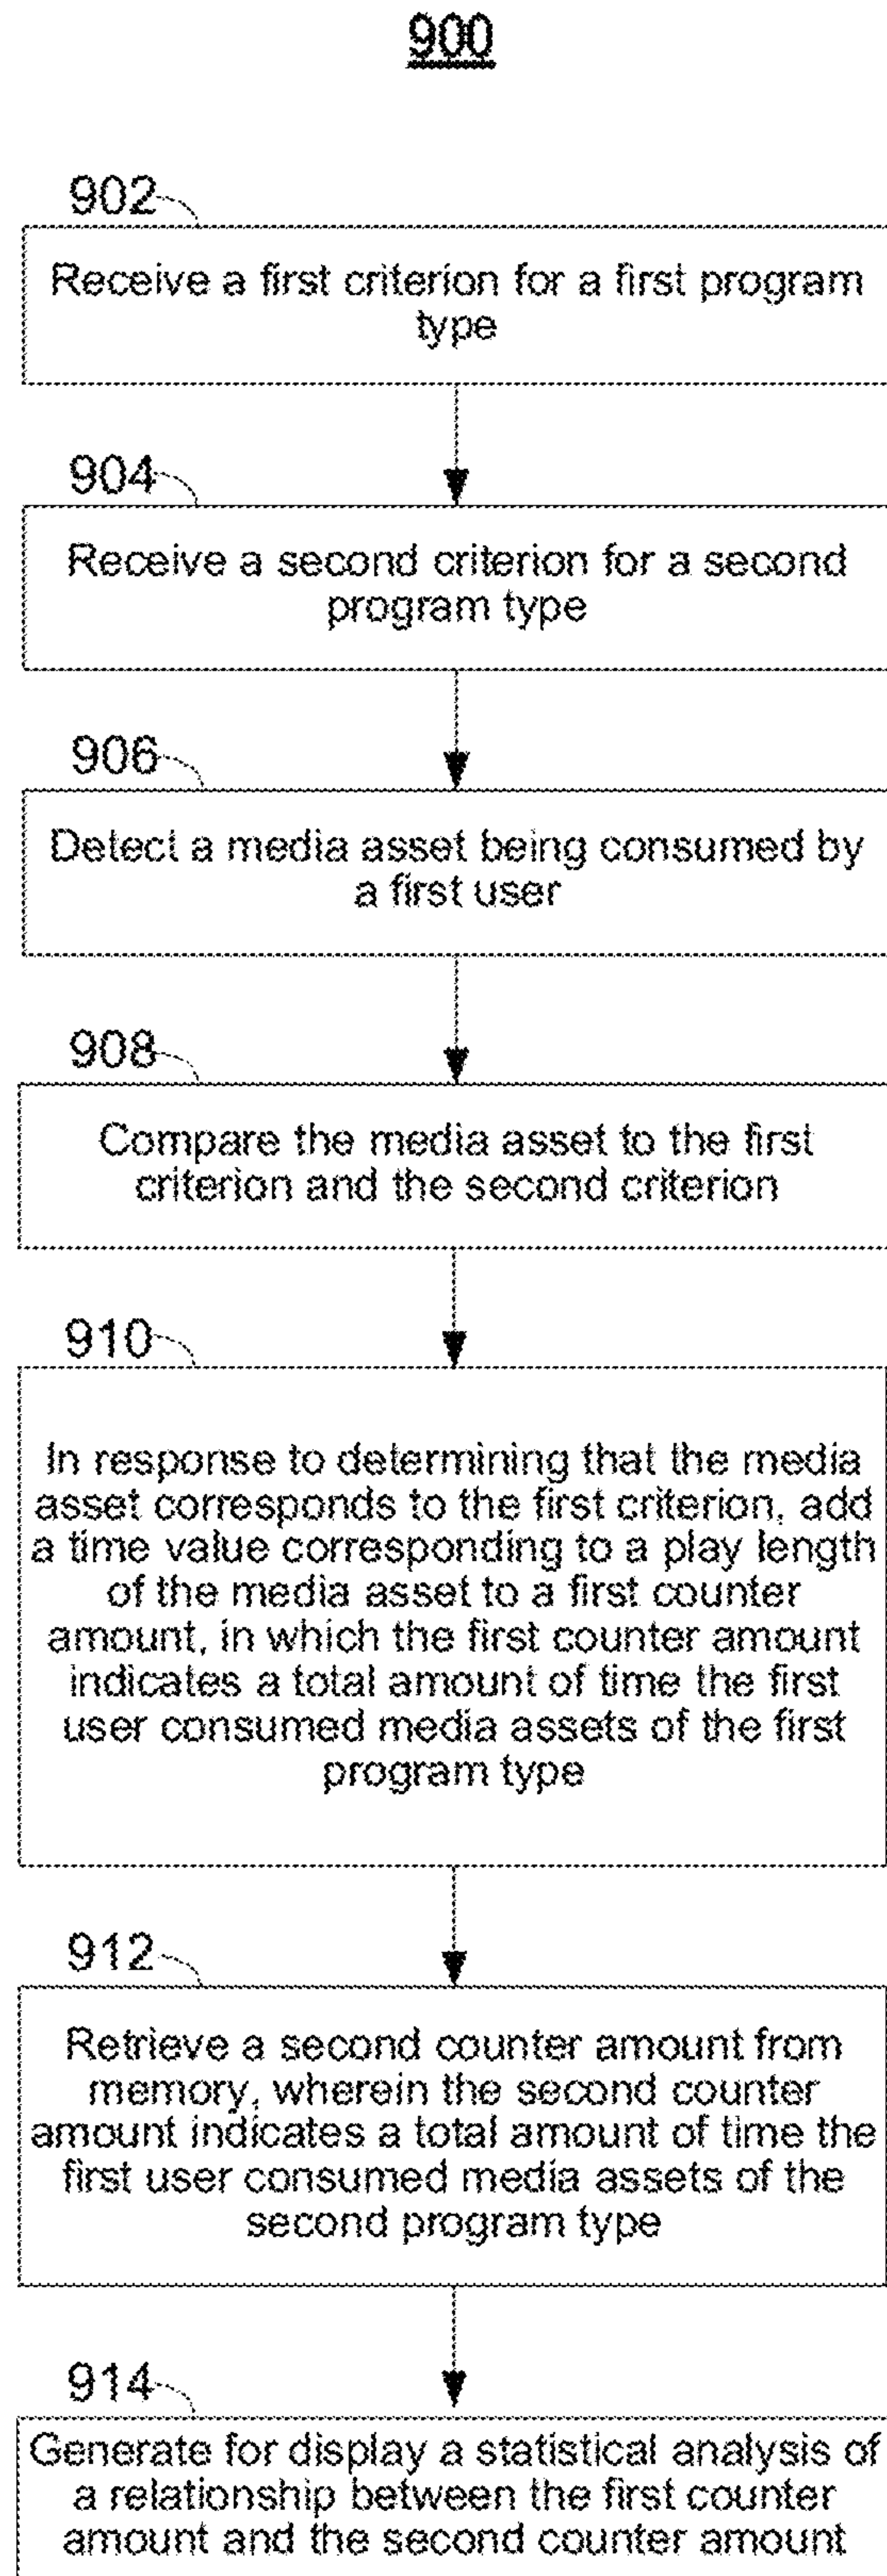 900
902
Receive a first criterion for a first program
type
904
Receive a second criterion for a second
program type
906
Detect a media asset being consumed by
a first user
908
Compare the media asset to the first
criterion and the second criterion
910
In response to determining that the media
asset corresponds to the first criterion, add
a time value corresponding to a play length
of the media asset to a first counter
amount, in which the first counter amount
indicates a total amount of time the first
user consumed media assets of the first
program type
912
Retrieve a second counter amount from
memory, wherein the second counter
amount indicates a total amount of time the
first user consumed media assets of the
second program type
914
Generate for display a statistical analysis of
a relationship between the first counter
amount and the second counter amount